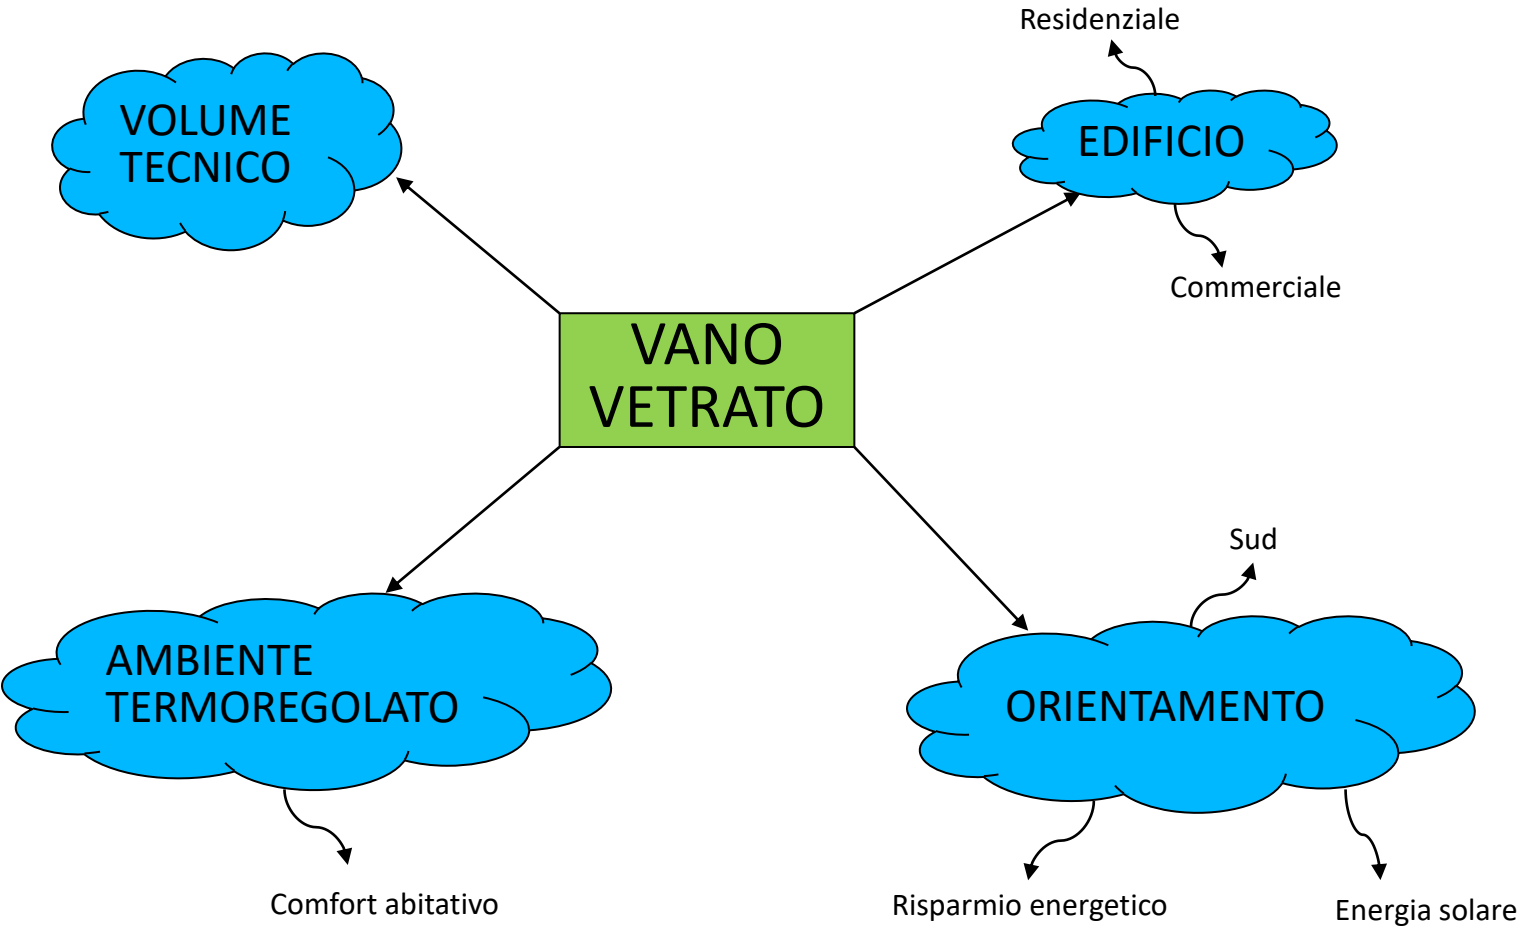 Residenziale
VOLUME
TECNICO
EDIFICIO
Commerciale
VANO
VETRATO
Sud
AMBIENTE
TERMOREGOLATO
ORIENTAMENTO
Comfort abitativo
Risparmio energetico
Energia solare